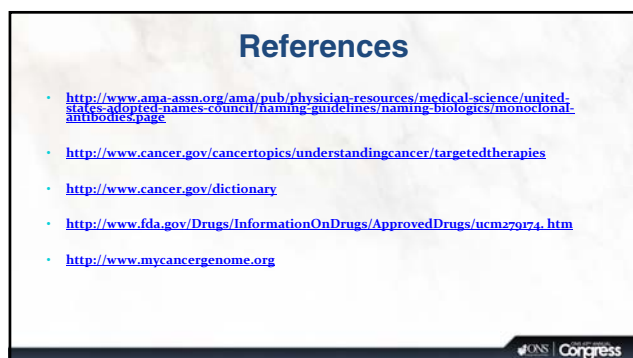 References
• http://www.ama-assn.org/ama/pub/physician-resources/medical-science/united-
states-adopted-names-council/naming-guidelines/naming-biologics/monoclonal-
antibodies.page
• http://www.cancer.gov/cancertopics/understandingcancer/targetedtherapies
• http://www.cancer.gov/dictionary
• http://www.fda.gov/Drugs/InformationOnDrugs/ApprovedDrugs/ucm279174. htm
• http://www.mycancergenome.org
ONS | Congress